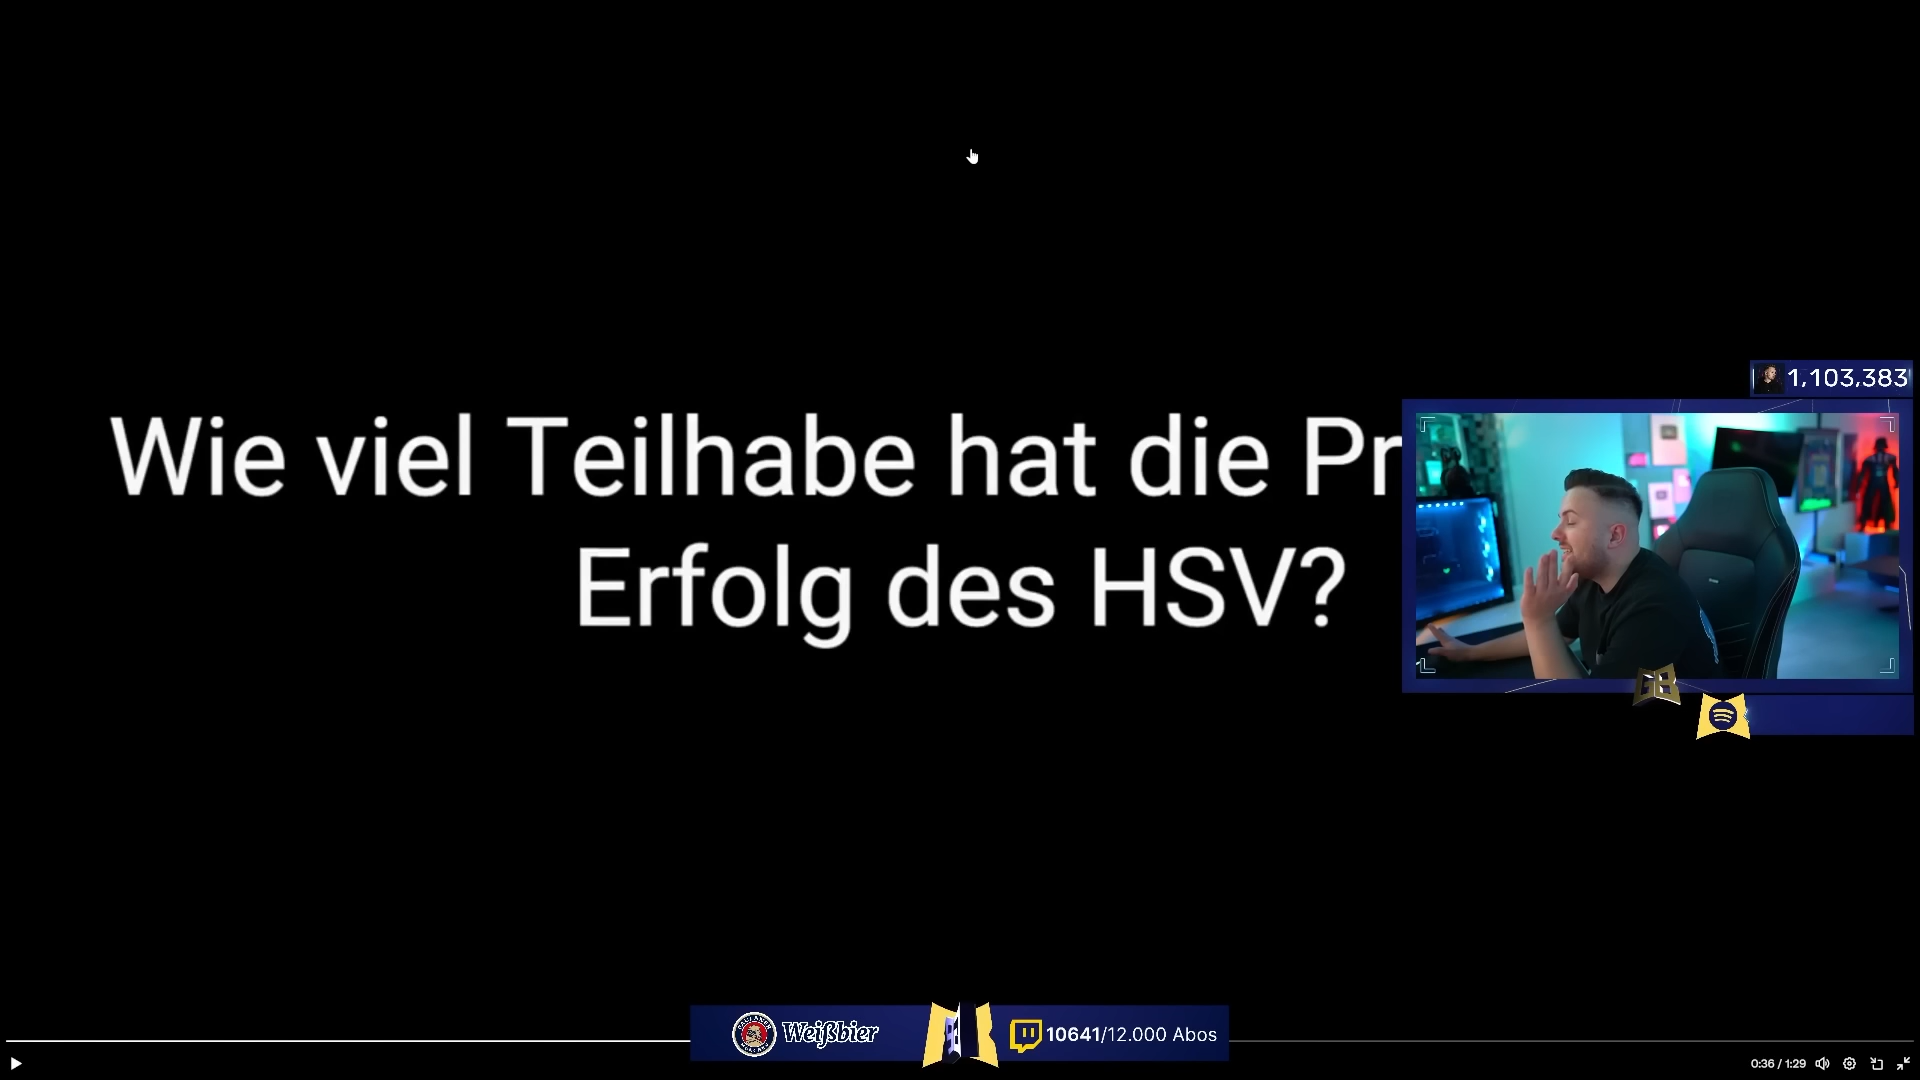 1,103,383
Wie viel Teilhabe hat die Pr
Erfolg des HSV?
GB
Weißbier
10641/12.000 Abos
0:36 / 1:29